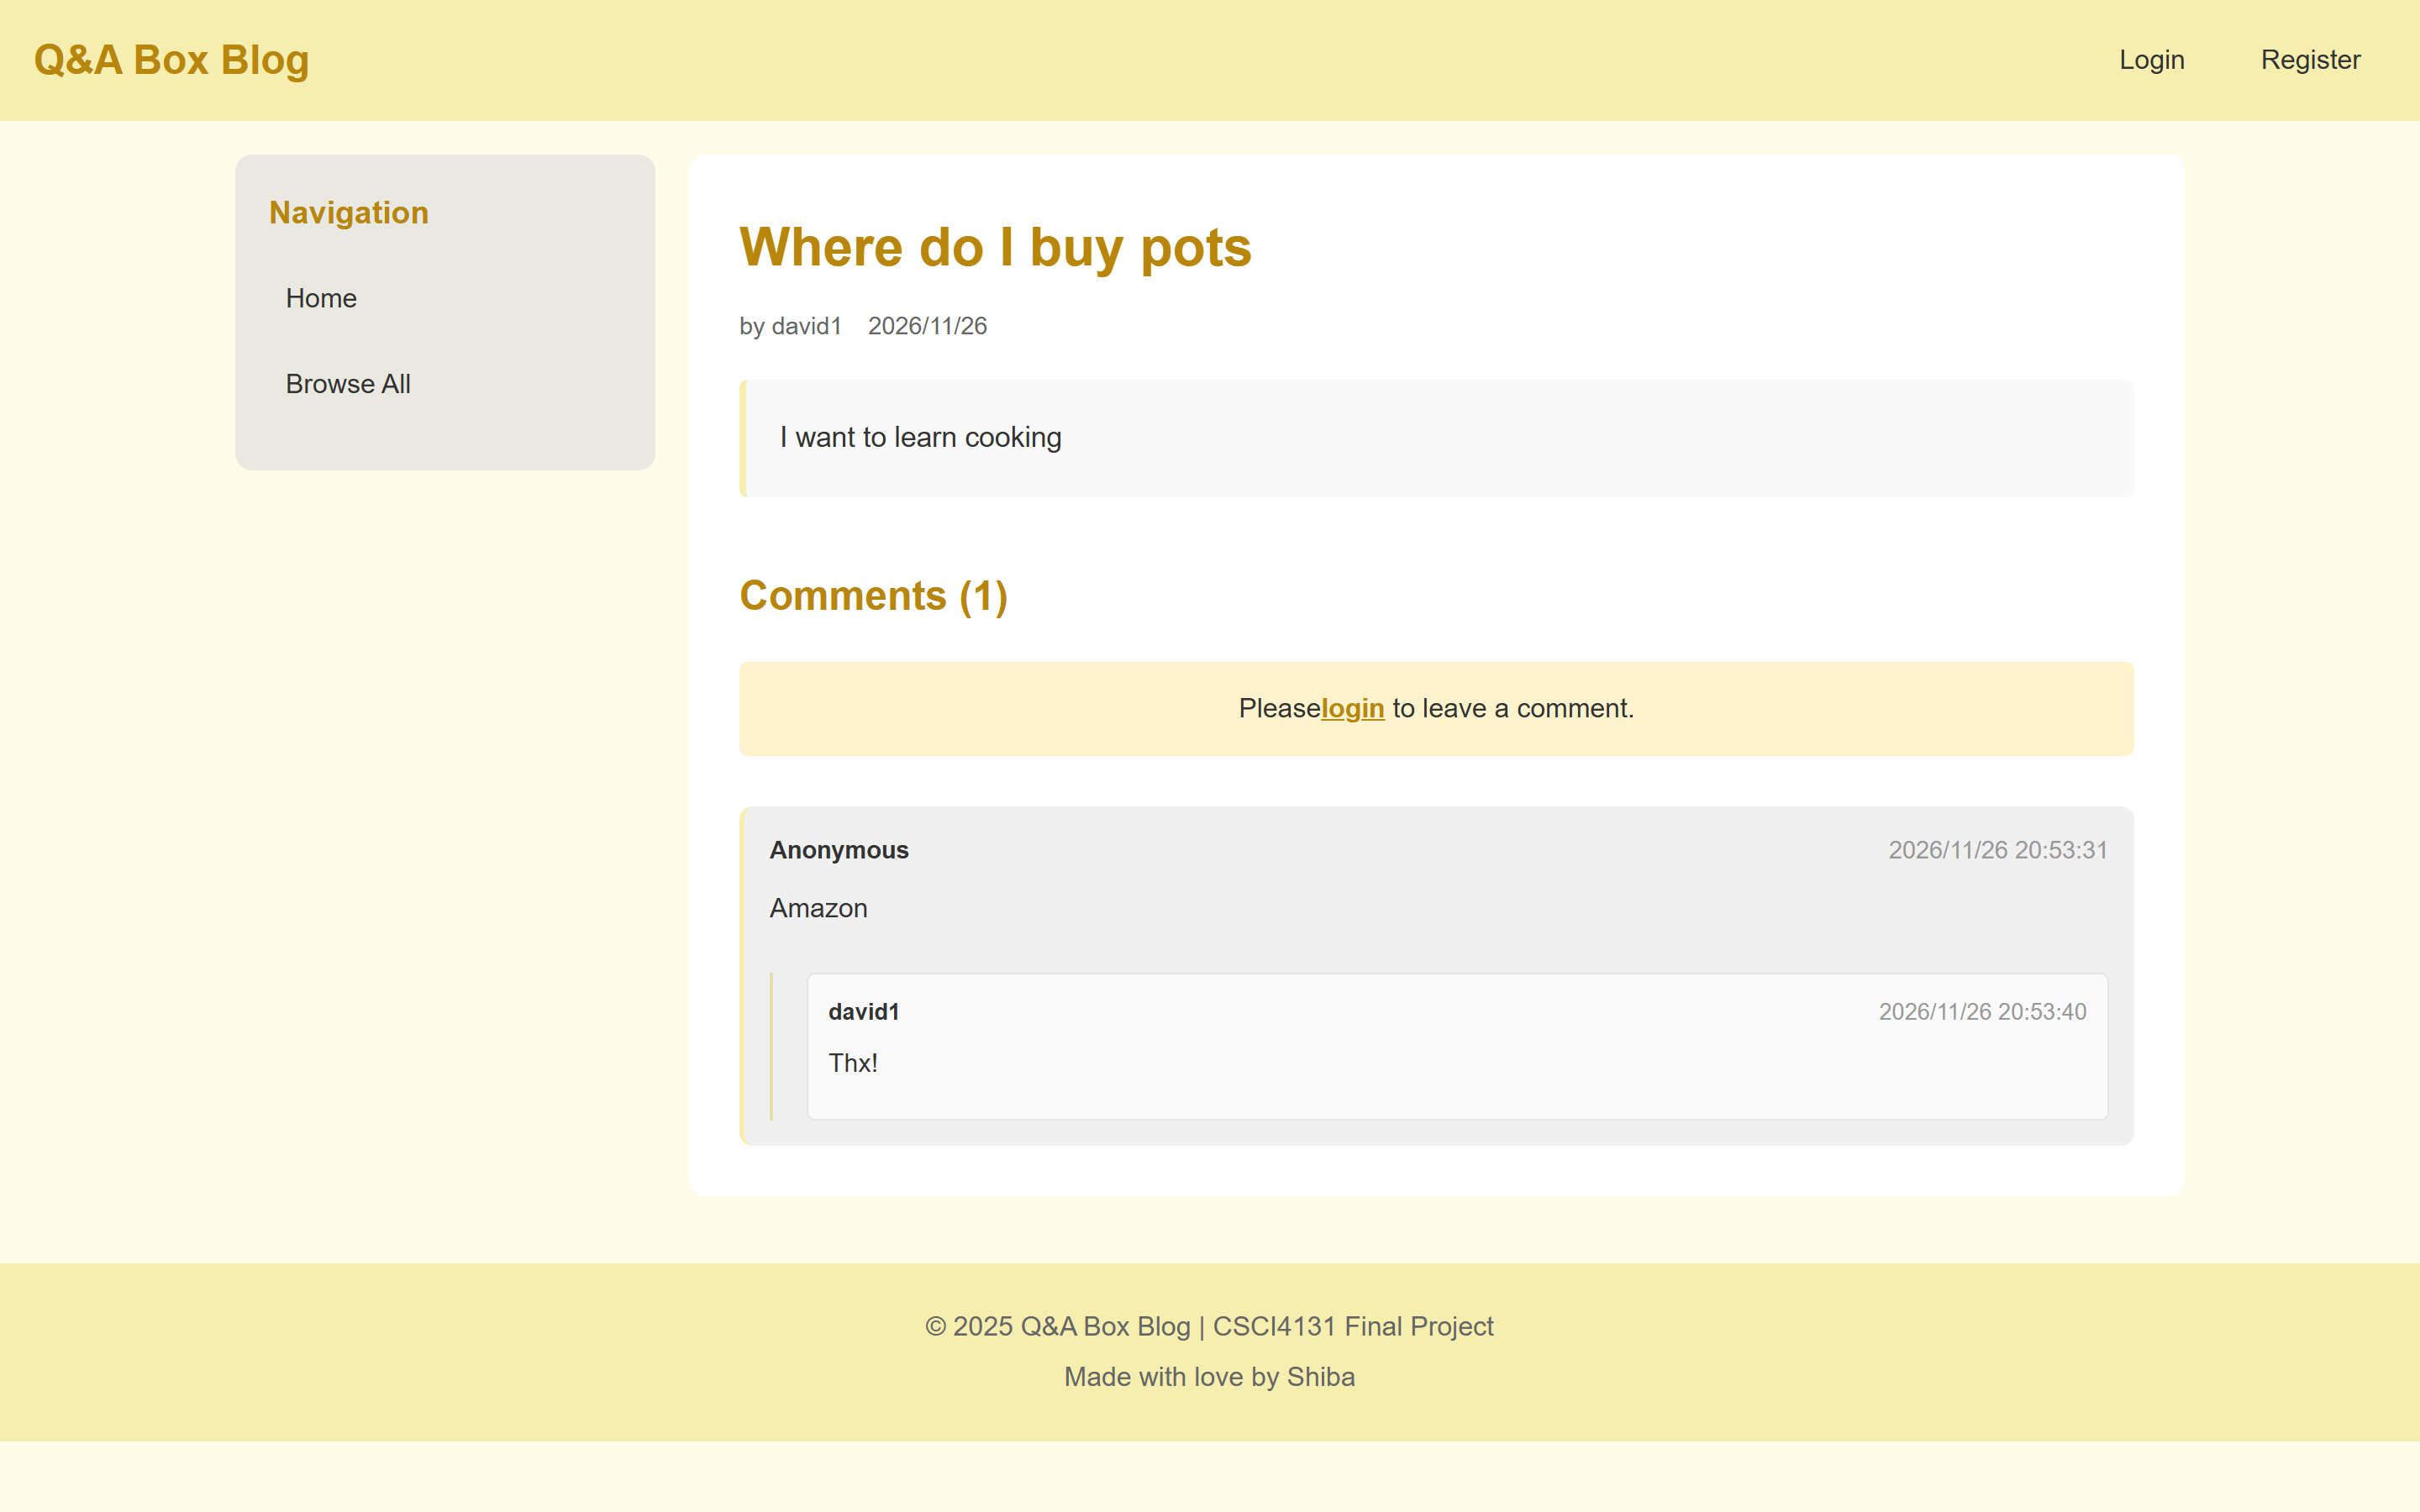 Q&A Box Blog
Login
Register
Navigation
Home
Browse All
Where do I buy pots
by david1 2026/11/26
I want to learn cooking
Comments (1)
Pleaselogin to leave a comment.
Anonymous
2026/11/26 20:53:31
Amazon
david1
2026/11/26 20:53:40
Thx!
© 2025 Q&A Box Blog | CSCI4131 Final Project
Made with love by Shiba